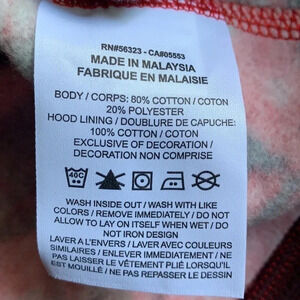 RN#56323 - CA#05553
MADE IN MALAYSIA
FABRIQUE EN MALAISIE
BODY / CORPS: 80% COTTON / COTON
20% POLYESTER
HOOD LINING / DOUBLURE DE CAPUCHE:
100% COTTON / COTON
EXCLUSIVE OF DECORATION /
DECORATION NON COMPRISE
40C
WASH INSIDE OUT / WASH WITH LIKE
COLORS / REMOVE IMMEDIATELY / DO NOT
ALLOW TO LAY ON ITSELF WHEN WET / DO
NOT IRON DESIGN
LAVER A L'ENVERS / LAVER AVEC COULEURS
SIMILAIRES / ENLEVER IMMEDIATEMENT / NE
PAS LAISSER LE VÊTEMENT PLIÉ LORSQU'IL
EST MOUILLÉ / NE PAS REPASSER LE DESSIN